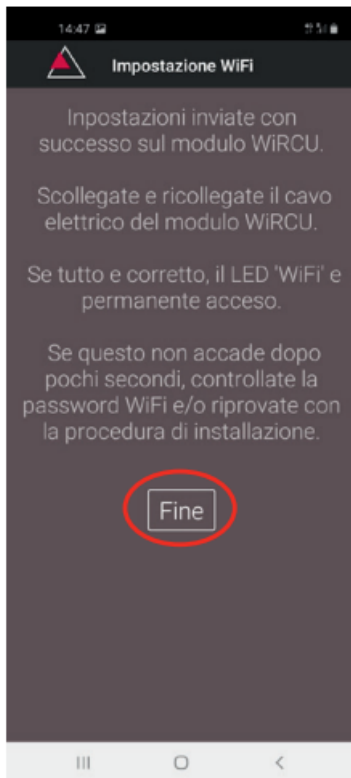 14:47
Impostazione WiFi
Inpostazioni inviate con
successo sul modulo WiRCU.
Scollegate e ricollegate il cavo
elettrico del modulo WiRCU.
Se tutto e corretto, il LED 'WiFi' e
permanente acceso.
Se questo non accade dopo
pochi secondi, controllate la
password WiFi e/o riprovate con
la procedura di installazione.
Fine